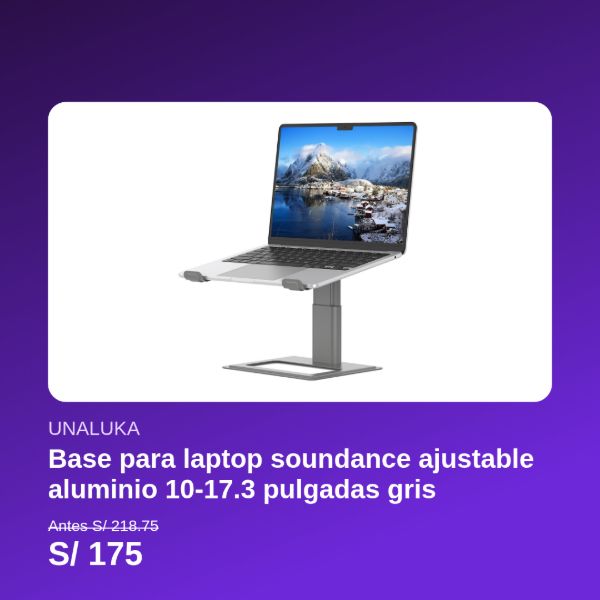 UNALUKA
Base para laptop soundance ajustable
aluminio 10-17.3 pulgadas gris
Antes S/ 218.75
S/ 175